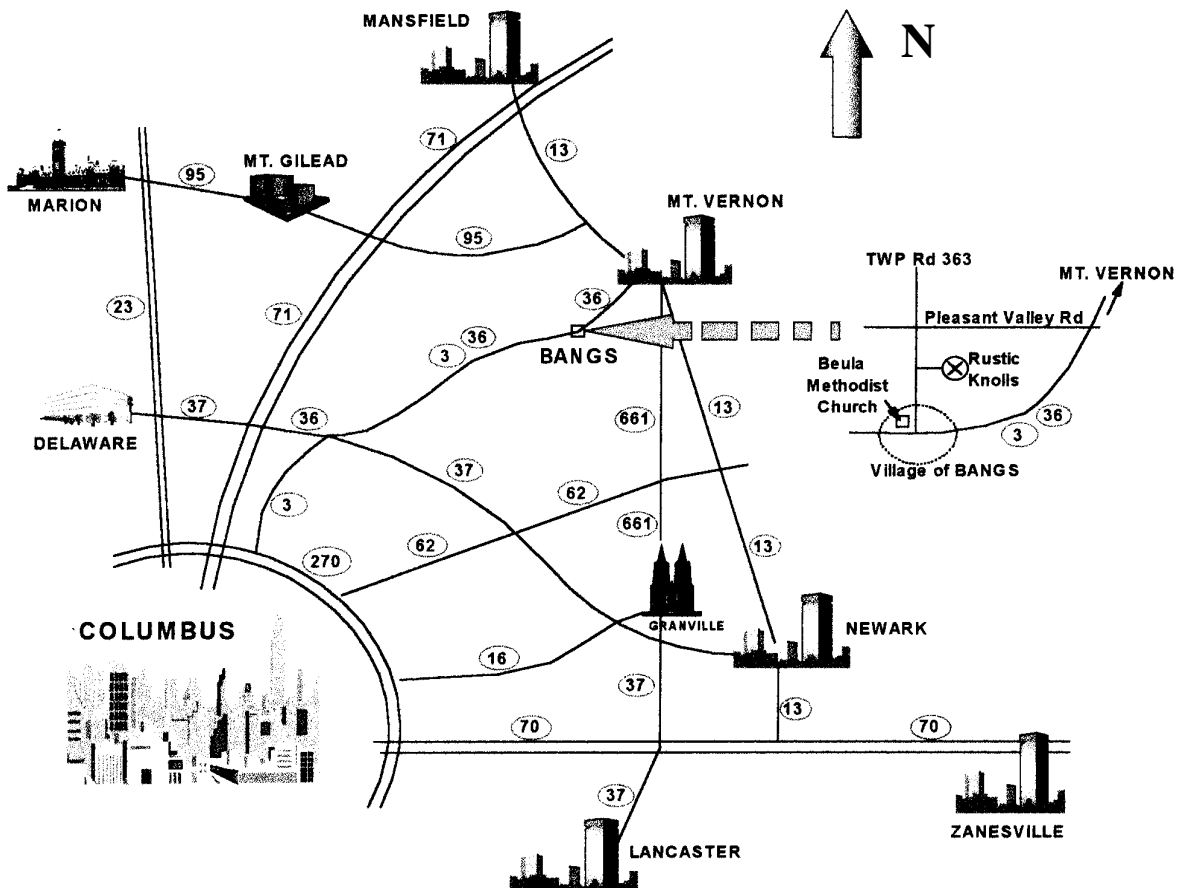 MANSFIELD
N
71
13
MT. GILEAD
95
MARION
MT. VERNON
95
TWP Rd 363
MT. VERNON
23
71
36
Pleasant Valley Rd
36
3
BANGS
Beula
Methodist
Church
Rustic
Knolls
37
36
DELAWARE
661
13
36
3
Village of BANGS
37
62
3
661
62
13
270
COLUMBUS
GRANVILLE
NEWARK
16
37
13
70
70
37
ZANESVILLE
LANCASTER